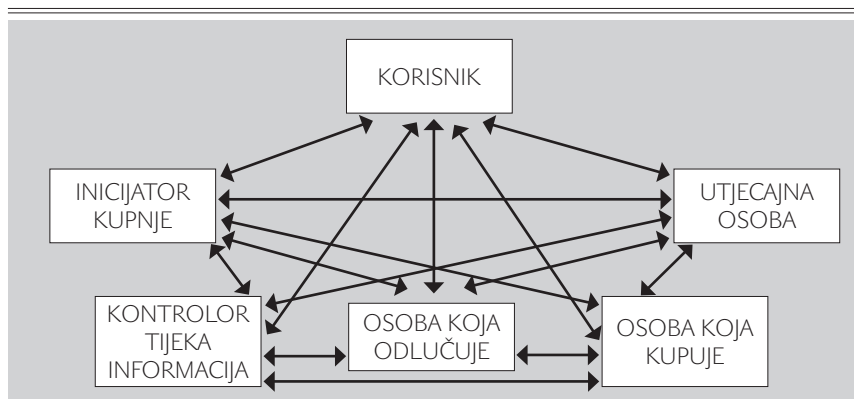 KORISNIK
INICIJATOR
KUPNJE
UTJECAJNA
OSOBA
KONTROLOR
TIJEKA
INFORMACIJA
OSOBA KOJA
ODLUČUJE
OSOBA KOJA
KUPUJE